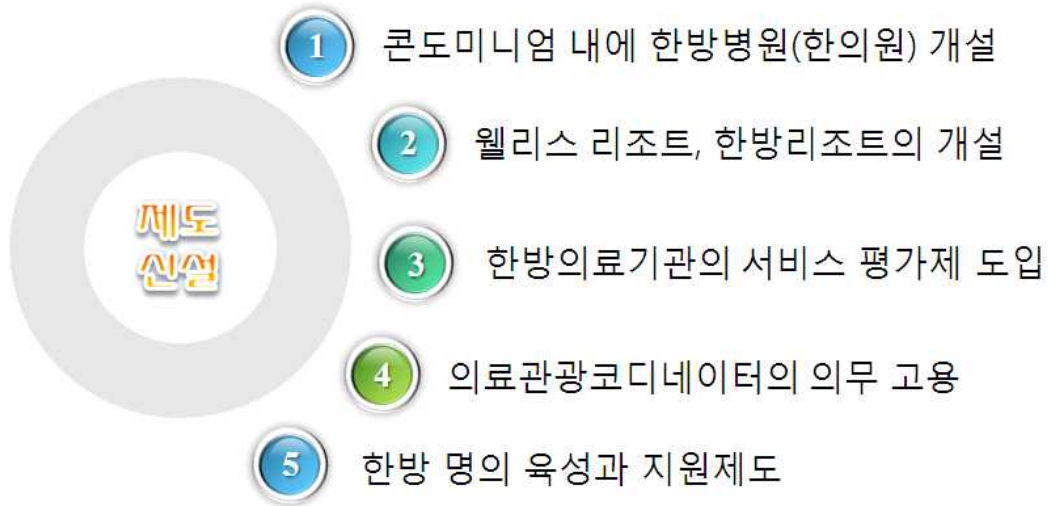 1 콘도미니엄 내에 한방병원(한의원) 개설
2 웰리스 리조트, 한방리조트의 개설
제도
신설
3 한방의료기관의 서비스 평가제 도입
4 의료관광코디네이터의 의무 고용
5 한방 명의 육성과 지원제도